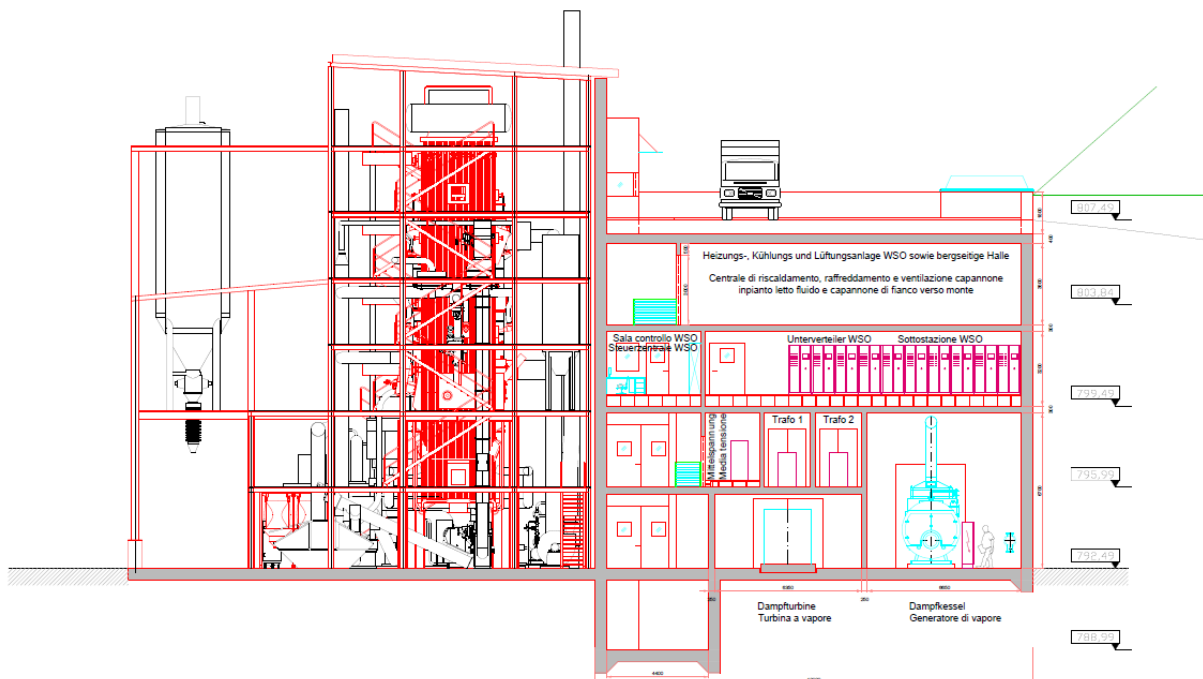 807,49
Heizungs-, Kühlungs und Lüftungsanlage WSO sowie bergseitige Halle
Centrale di riscaldamento, raffreddamento e ventilazione capannone
inpianto letto fluido e capannone di fianco verso monte
803,84
Sala controllo WSO
Steuerzentrale WSO
Unterverteiler WSO
Sottostazione WSO
799,49
Mittelspannung
Media tensione
Trafo 1
Trafo 2
795,99
792,49
Dampfturbine
Turbina a vapore
Dampfkessel
Generatore di vapore
788,99
4400